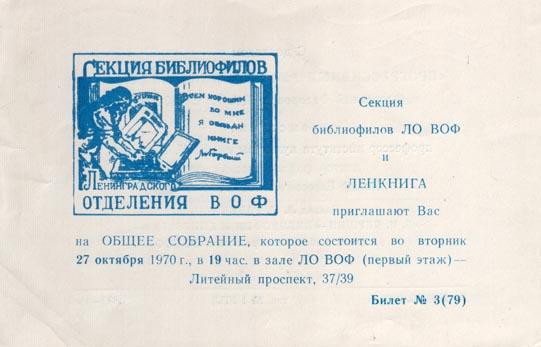 СЕКЦИЯ БИБЛИОФИЛОВ
Всем хорошим
во мне
я обязан
книге
М.Горький
ЛЕНИНГРАДСКОГО
ОТДЕЛЕНИЯ ВОФ
Секция
библиофилов ЛО ВОФ
и
ЛЕНКНИГА
приглашают Вас
на ОБЩЕЕ СОБРАНИЕ, которое состоится во вторник
27 октября 1970 г., в 19 час. в зале ЛО ВОФ (первый этаж) —
Литейный проспект, 37/39
Билет № 3(79)